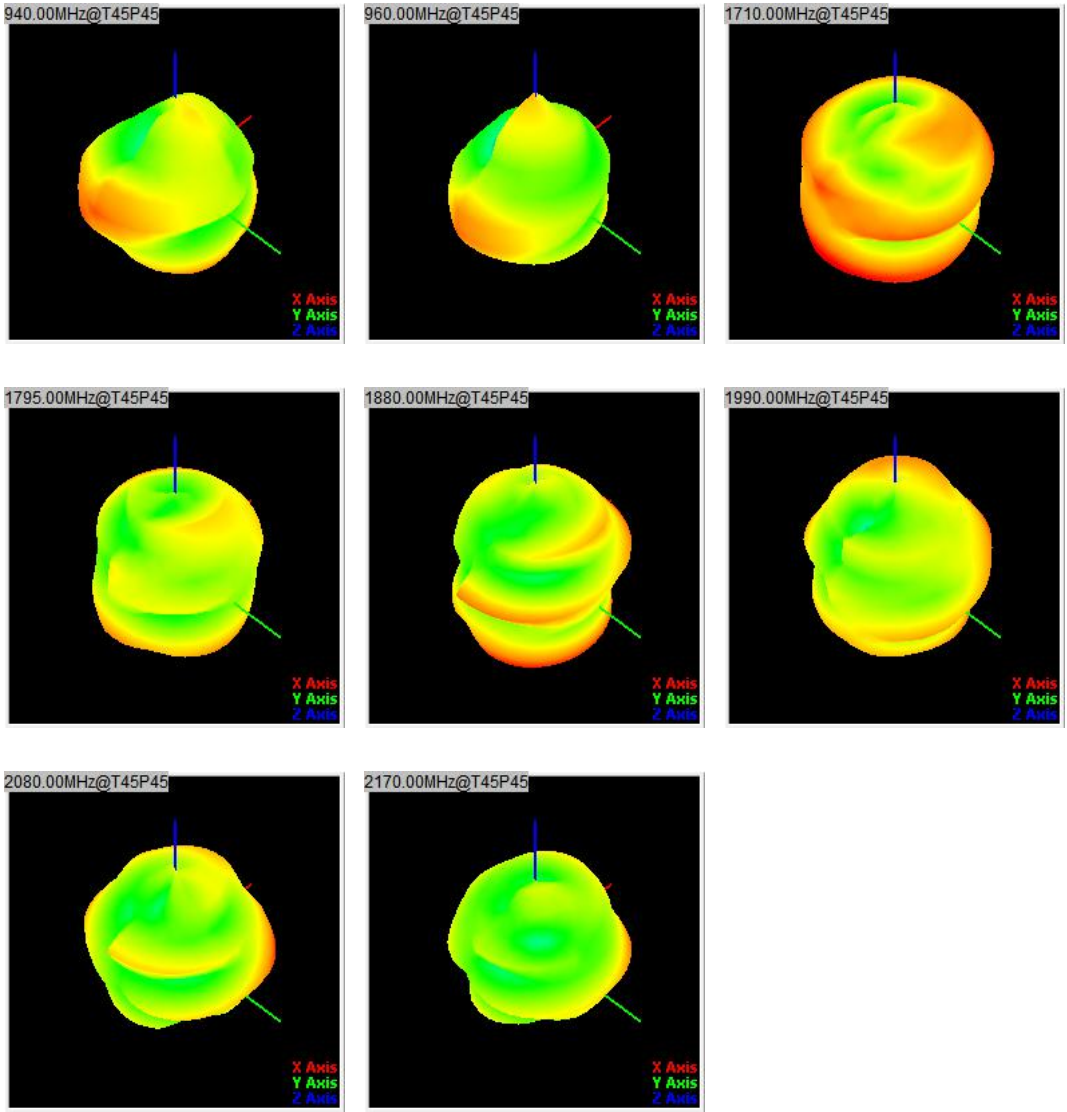 940.00MHz@T45P45
X Axis
Y Axis
Z Axis
960.00MHz@T45P45
X Axis
Y Axis
Z Axis
1710.00MHz@T45P45
X Axis
Y Axis
Z Axis
1795.00MHz@T45P45
X Axis
Y Axis
Z Axis
1880.00MHz@T45P45
X Axis
Y Axis
Z Axis
1990.00MHz@T45P45
X Axis
Y Axis
Z Axis
2080.00MHz@T45P45
X Axis
Y Axis
Z Axis
2170.00MHz@T45P45
X Axis
Y Axis
Z Axis